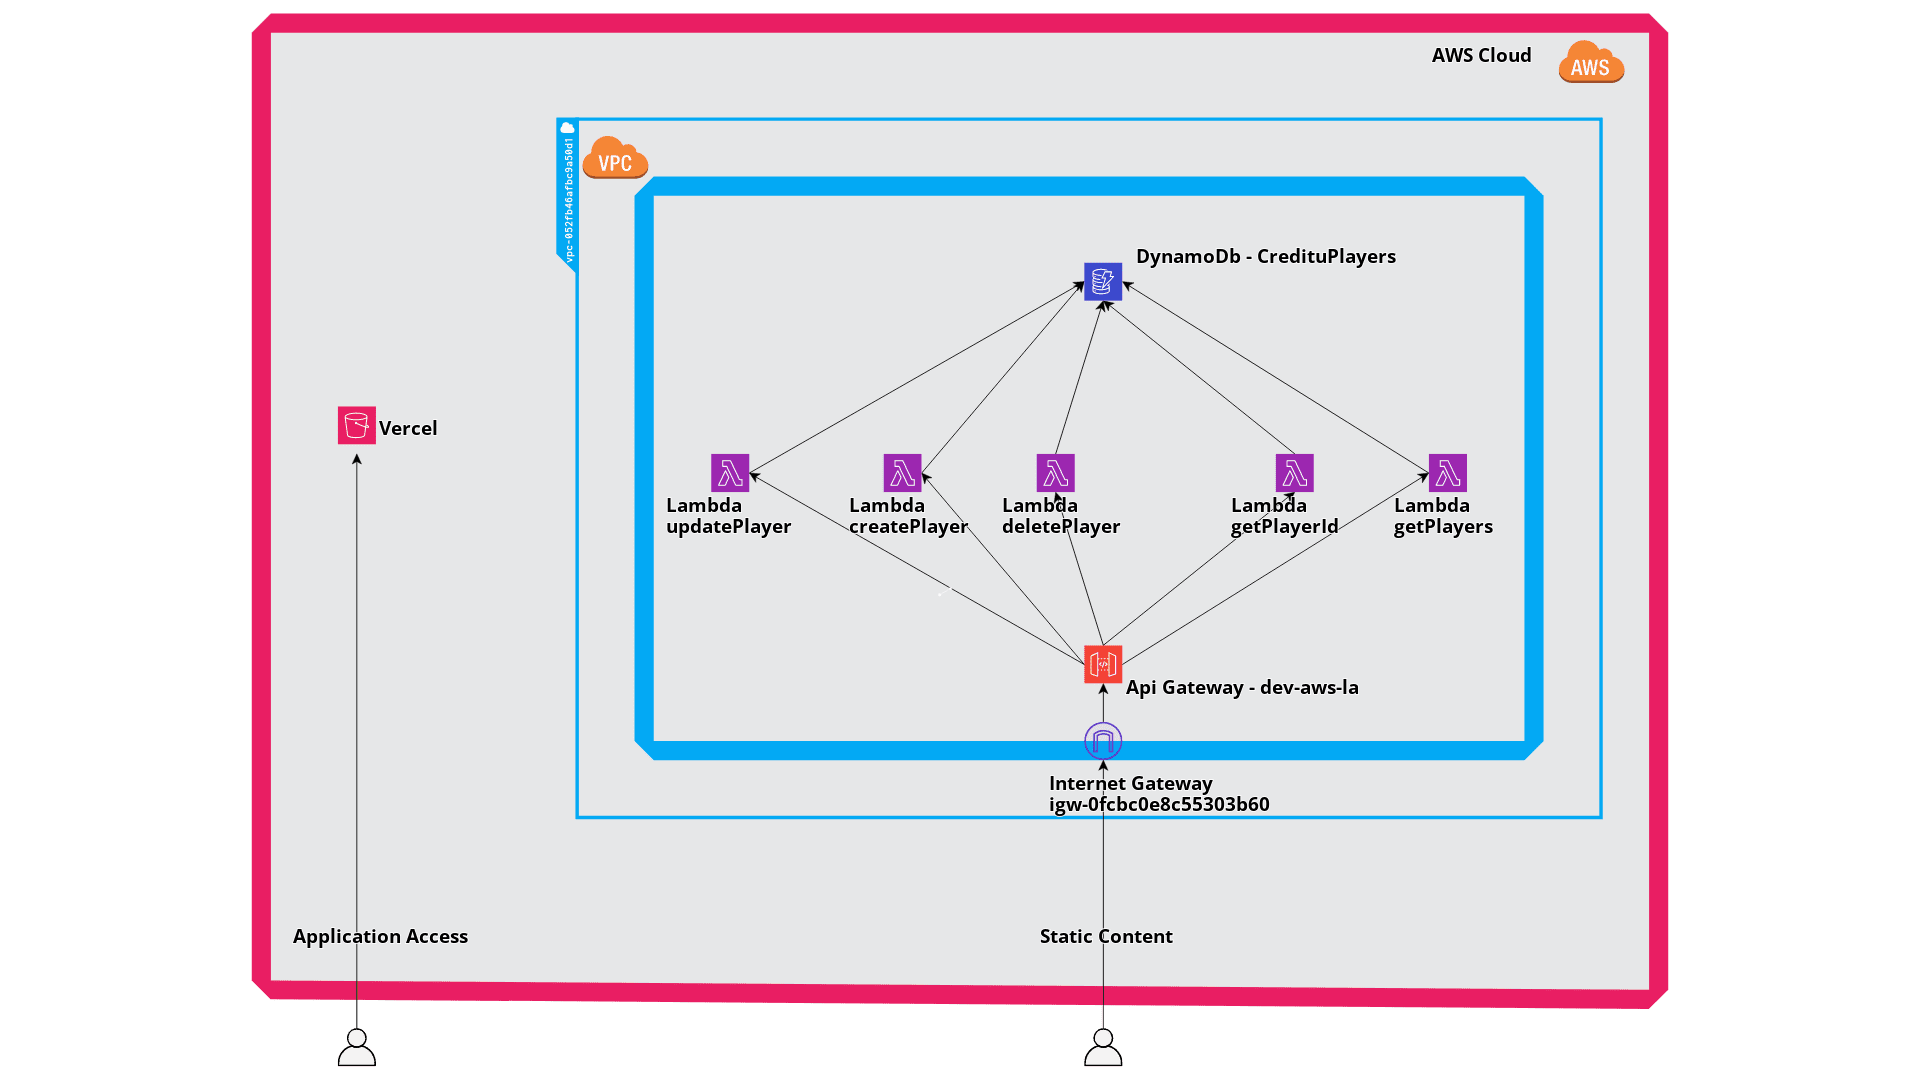 AWS Cloud
AWS
vpc-052fb46afbc9a50d1
VPC
DynamoDb - CredituPlayers
Vercel
Lambda
updatePlayer
Lambda
createPlayer
Lambda
deletePlayer
Lambda
getPlayerId
Lambda
getPlayers
Api Gateway - dev-aws-la
Internet Gateway
igw-0fcbc0e8c55303b60
Application Access
Static Content